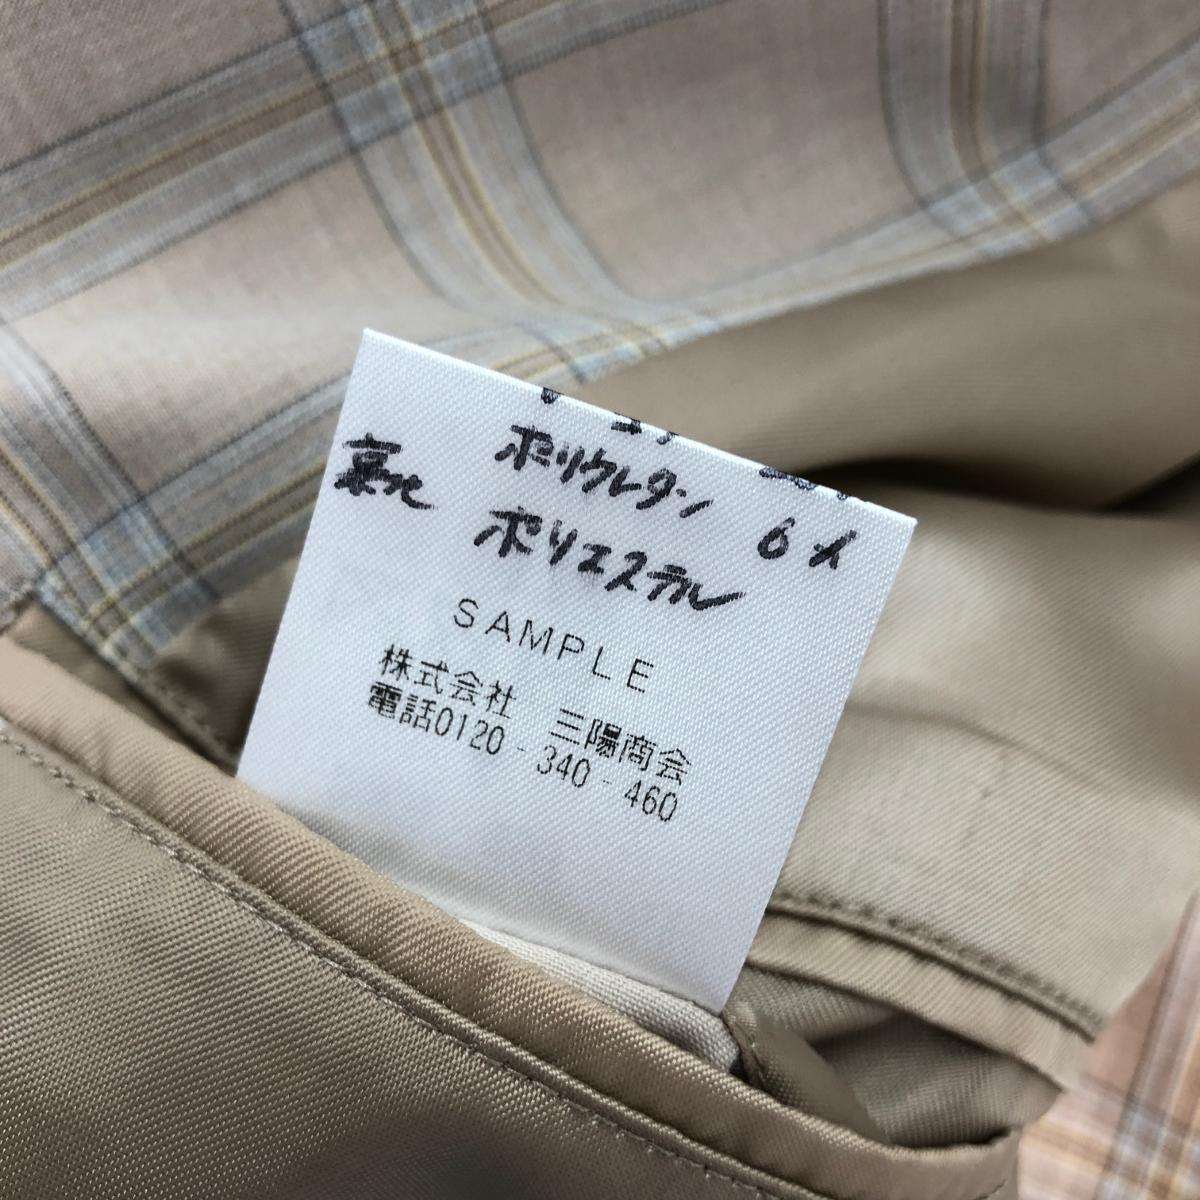 ポリウレタン 6%
裏地 ポリエステル
SAMPLE
株式会社 三陽商会
電話0120-340-460